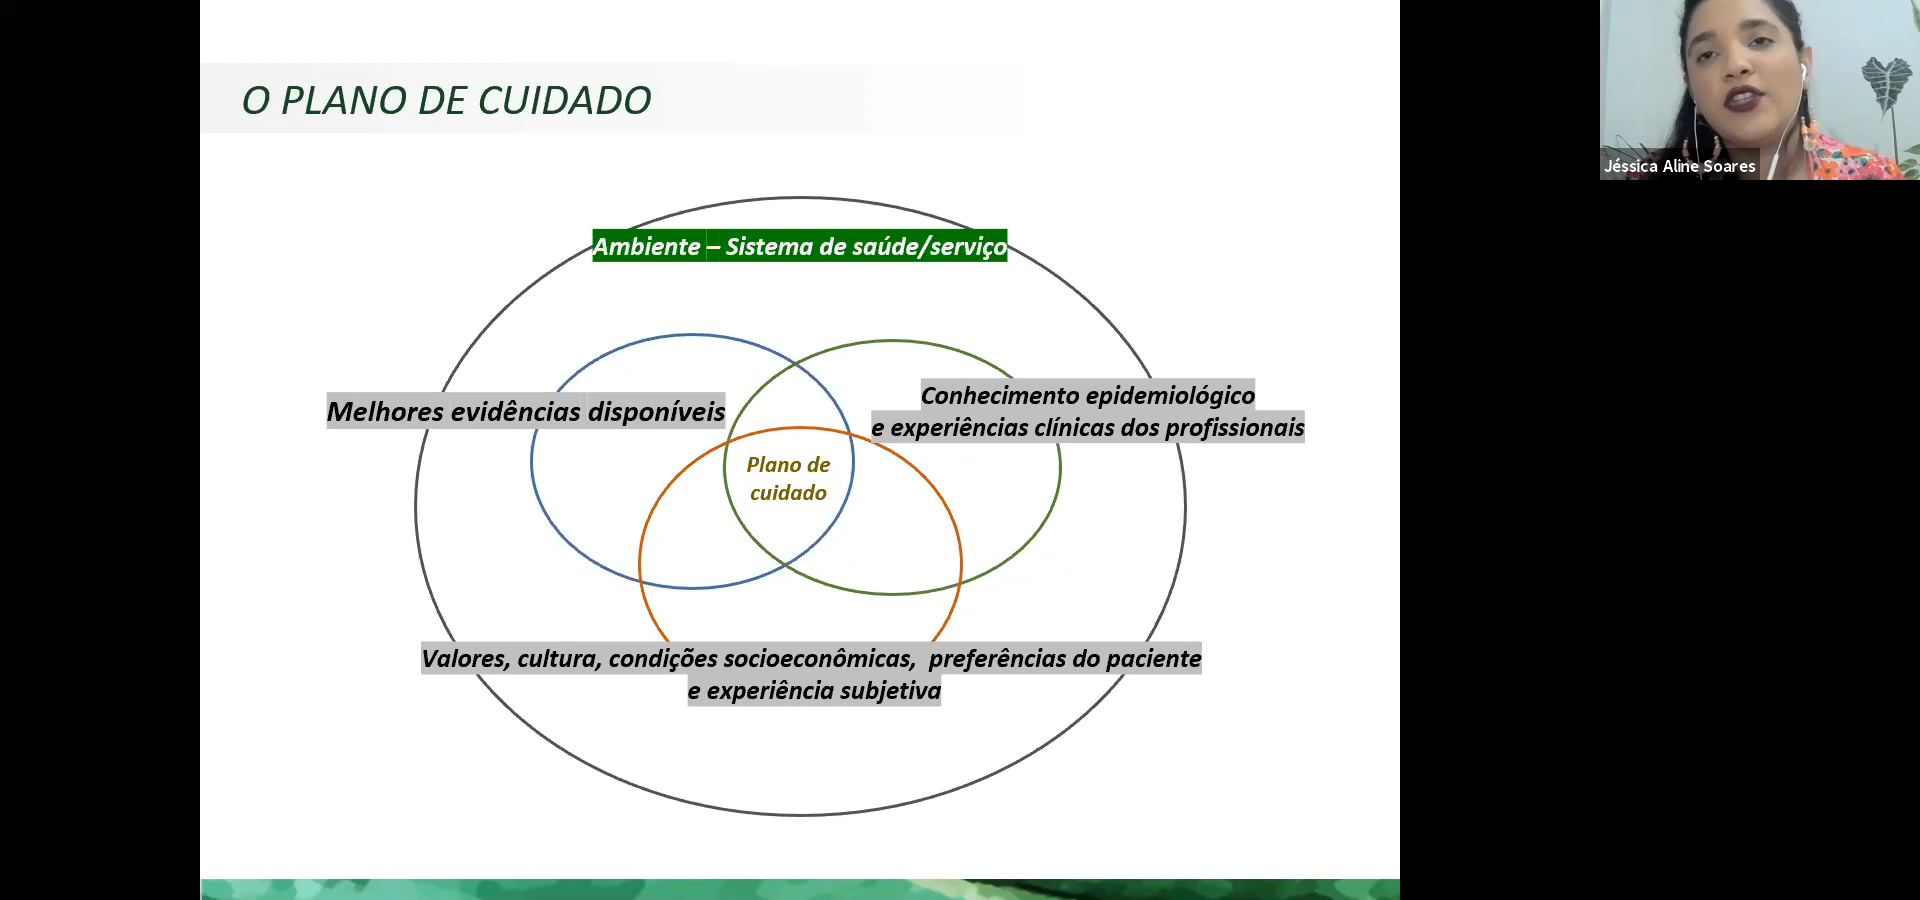 O PLANO DE CUIDADO
Jéssica Aline Soares
Ambiente – Sistema de saúde/serviço
Melhores evidências disponíveis
Conhecimento epidemiológico
e experiências clínicas dos profissionais
Plano de
cuidado
Valores, cultura, condições socioeconômicas, preferências do paciente
e experiência subjetiva